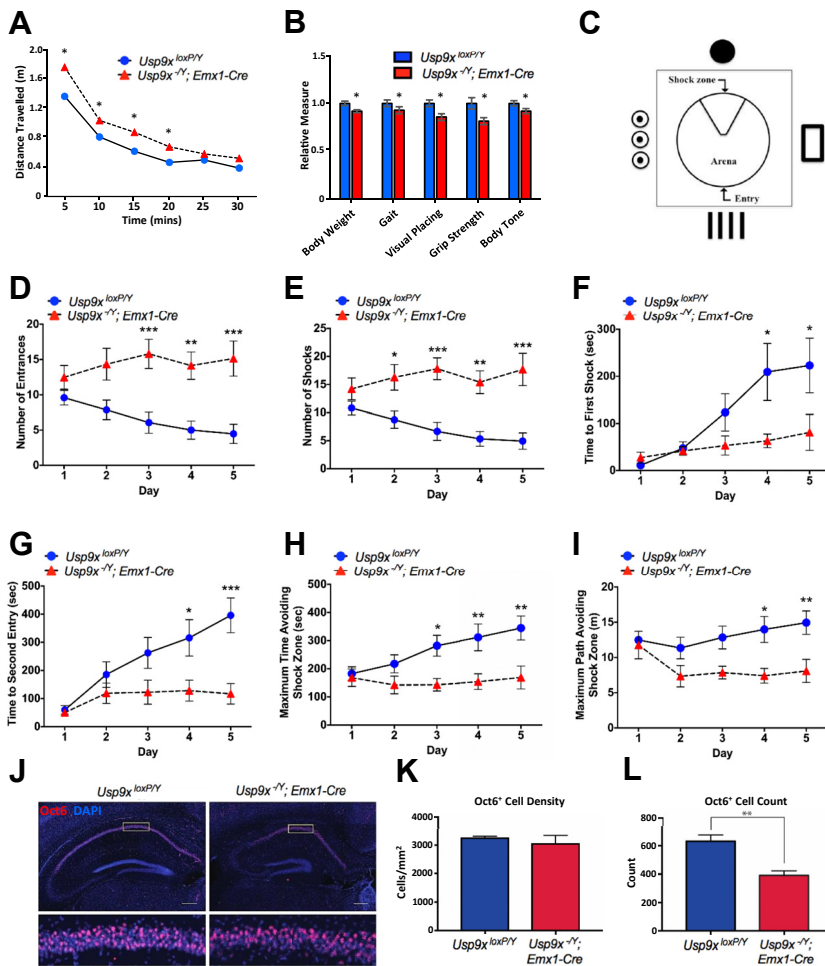 A
Usp9x loxP/Y
Usp9x -/Y; Emx1-Cre
Distance Travelled (m)
2.0
1.6
1.2
0.8
0.4
0
* * * *
5 10 15 20 25 30
Time (mins)
B
Usp9x loxP/Y
Usp9x -/Y; Emx1-Cre
Relative Measure
1.5
1.0
0.5
0
* * * * *
Body Weight
Gait
Visual Placing
Grip Strength
Body Tone
C
Shock zone
Arena
Entry
D
Usp9x loxP/Y
Usp9x -/Y; Emx1-Cre
Number of Entrances
20
15
10
5
0
*** ** ***
1 2 3 4 5
Day
E
Usp9x loxP/Y
Usp9x -/Y; Emx1-Cre
Number of Shocks
25
20
15
10
5
0
* *** ** ***
1 2 3 4 5
Day
F
Usp9x loxP/Y
Usp9x -/Y; Emx1-Cre
Time to First Shock (sec)
300
200
100
0
* *
1 2 3 4 5
Day
G
Usp9x loxP/Y
Usp9x -/Y; Emx1-Cre
Time to Second Entry (sec)
500
400
300
200
100
0
* ***
1 2 3 4 5
Day
H
Usp9x loxP/Y
Usp9x -/Y; Emx1-Cre
Maximum Time Avoiding
Shock Zone (sec)
500
400
300
200
100
0
* ** **
1 2 3 4 5
Day
I
Usp9x loxP/Y
Usp9x -/Y; Emx1-Cre
Maximum Path Avoiding
Shock Zone (m)
20
15
10
5
0
* **
1 2 3 4 5
Day
J
Usp9x loxP/Y
Usp9x -/Y; Emx1-Cre
Oct6 DAPI
K
Oct6+ Cell Density
Cells/mm2
4000
3000
2000
1000
0
Usp9x loxP/Y
Usp9x -/Y;
Emx1-Cre
L
Oct6+ Cell Count
Count
800
600
400
200
0
**
Usp9x loxP/Y
Usp9x -/Y;
Emx1-Cre